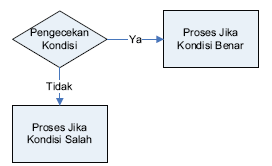 Pengecekan
Kondisi
Ya
Proses Jika
Kondisi Benar
Tidak
Proses Jika
Kondisi Salah